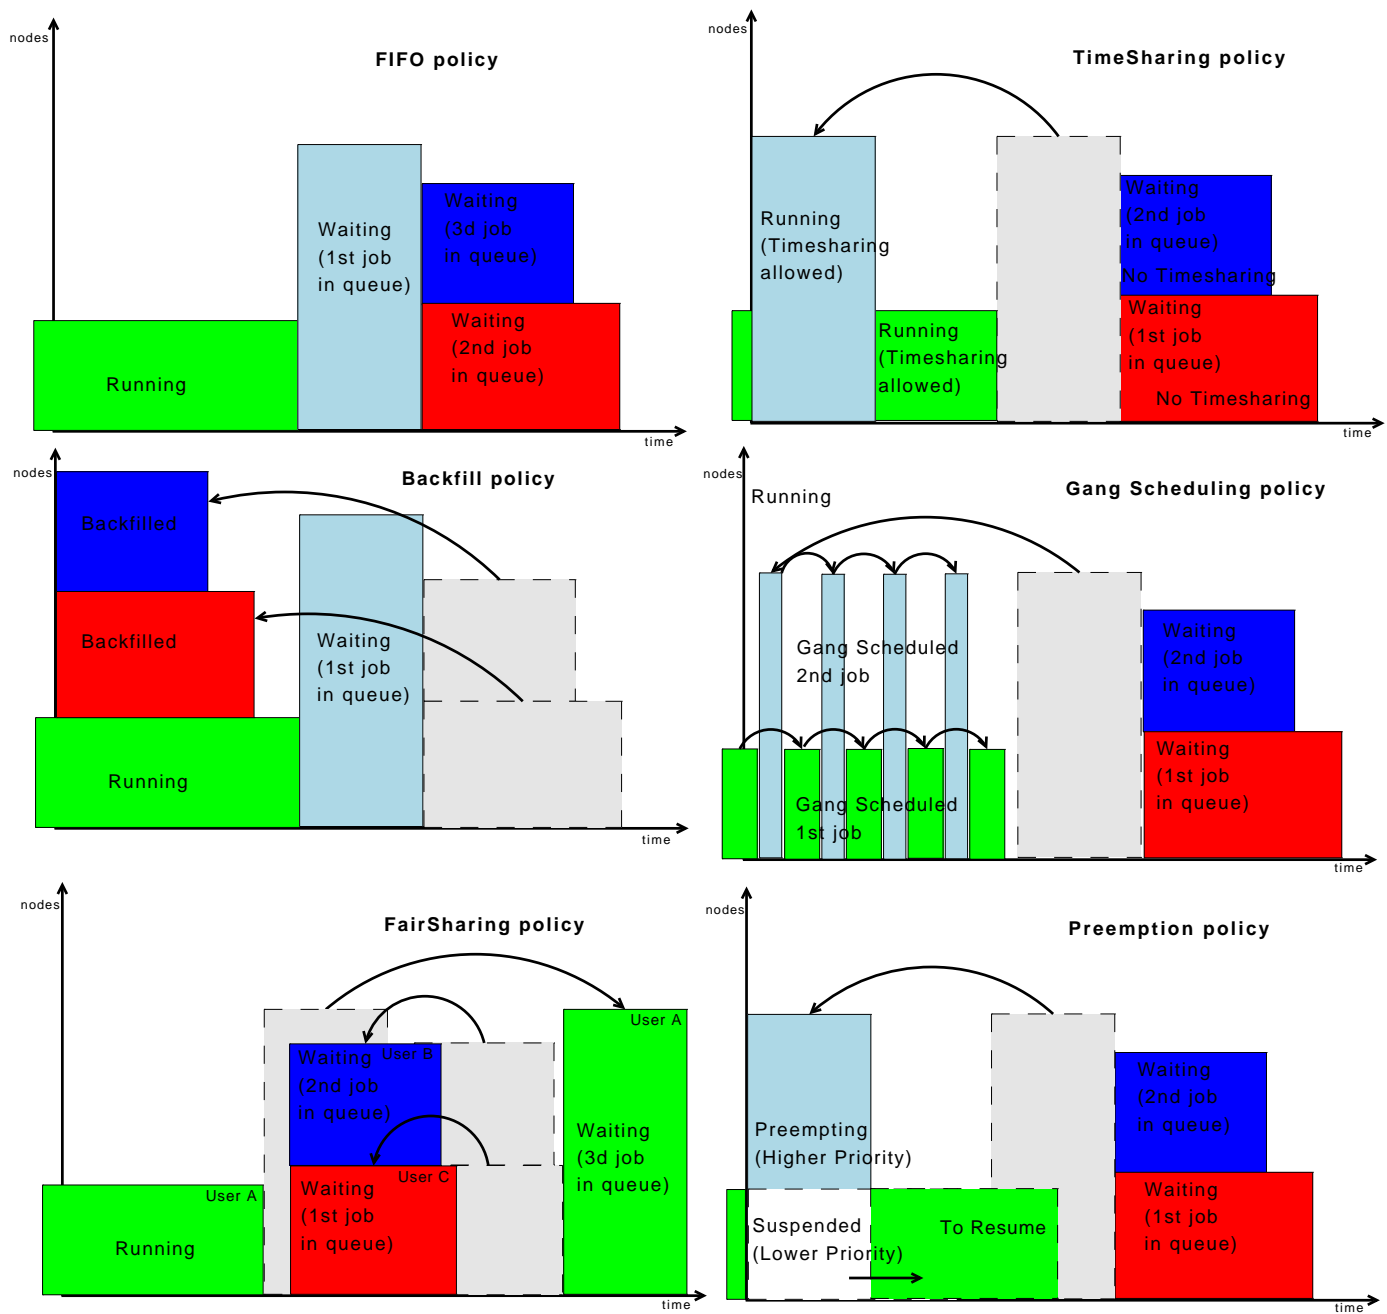 nodes
FIFO policy
Waiting
(1st job
in queue)
Waiting
(3d job
in queue)
Waiting
(2nd job
in queue)
Running
time
TimeSharing policy
Running
(Timesharing
allowed)
Running
(Timesharing
allowed)
Waiting
(2nd job
in queue)
No Timesharing
Waiting
(1st job
in queue)
No Timesharing
time
nodes
Backfill policy
Backfilled
Backfilled
Waiting
(1st job
in queue)
Running
time
nodes
Gang Scheduling policy
Running
Gang Scheduled
2nd job
Gang Scheduled
1st job
Waiting
(2nd job
in queue)
Waiting
(1st job
in queue)
time
nodes
FairSharing policy
User A
User B
Waiting
(2nd job
in queue)
User C
Waiting
(1st job
in queue)
Waiting
(3d job
in queue)
User A
Running
time
nodes
Preemption policy
Preempting
(Higher Priority)
Suspended
(Lower Priority)
To Resume
Waiting
(2nd job
in queue)
Waiting
(1st job
in queue)
time